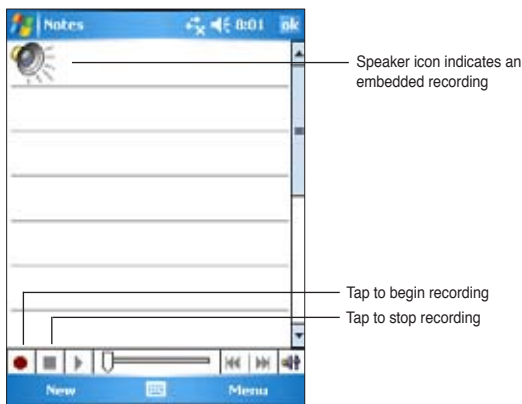 Notes 8:01 ok
Speaker icon indicates an
embedded recording
Tap to begin recording
Tap to stop recording
New Menu